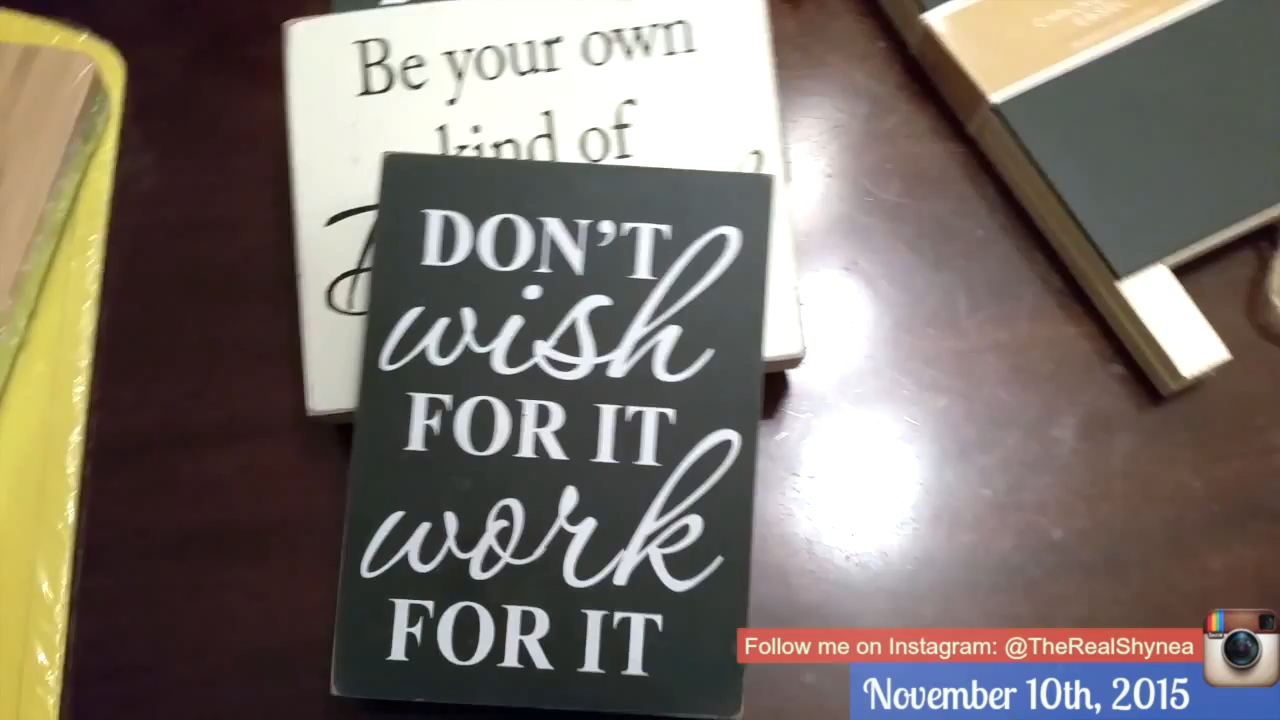 Be your own
kind of
DON'T
wish
FOR IT
work
FOR IT
Follow me on Instagram: @TheRealShynea
November 10th, 2015